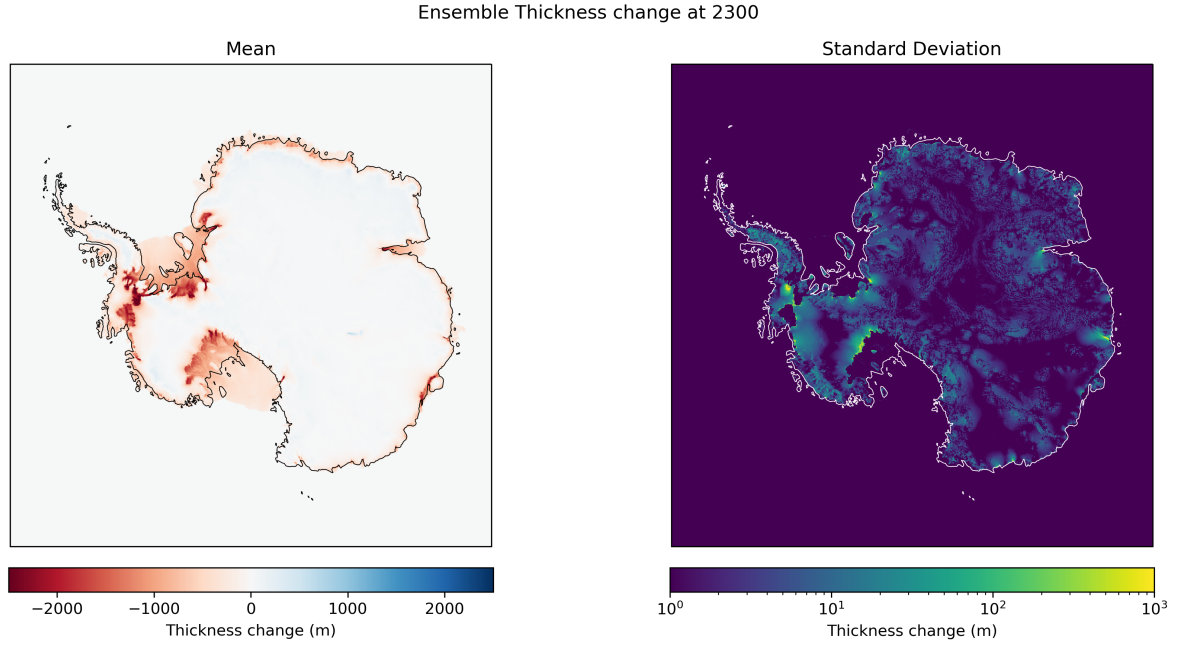 Ensemble Thickness change at 2300
Mean
Standard Deviation
−2000 −1000 0 1000 2000
Thickness change (m)
10⁰ 10¹ 10² 10³
Thickness change (m)